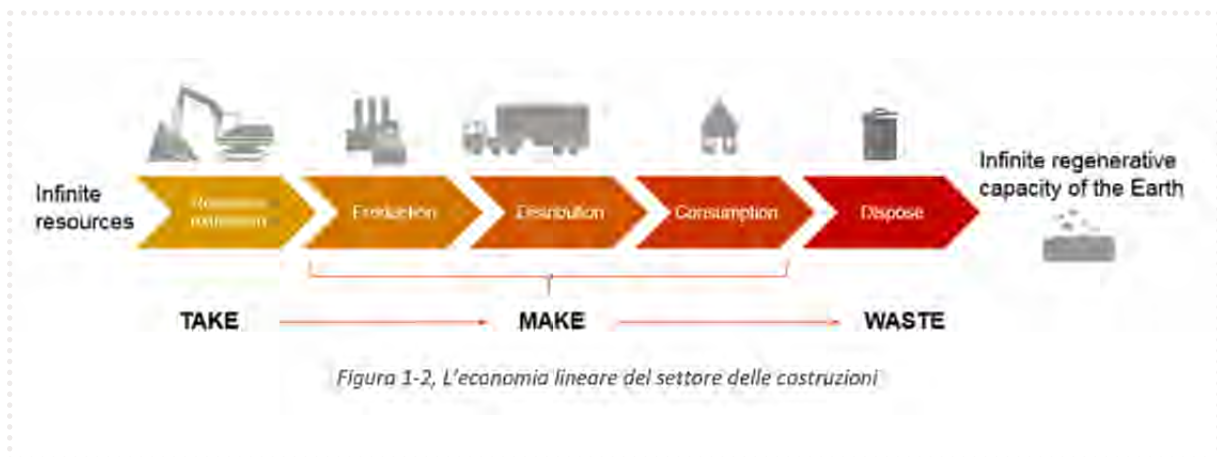 Infinite
resources
Production
Distribution
Consumption
Dispose
Infinite regenerative
capacity of the Earth
TAKE
MAKE
WASTE
Figura 1-2, L'economia lineare del settore delle costruzioni